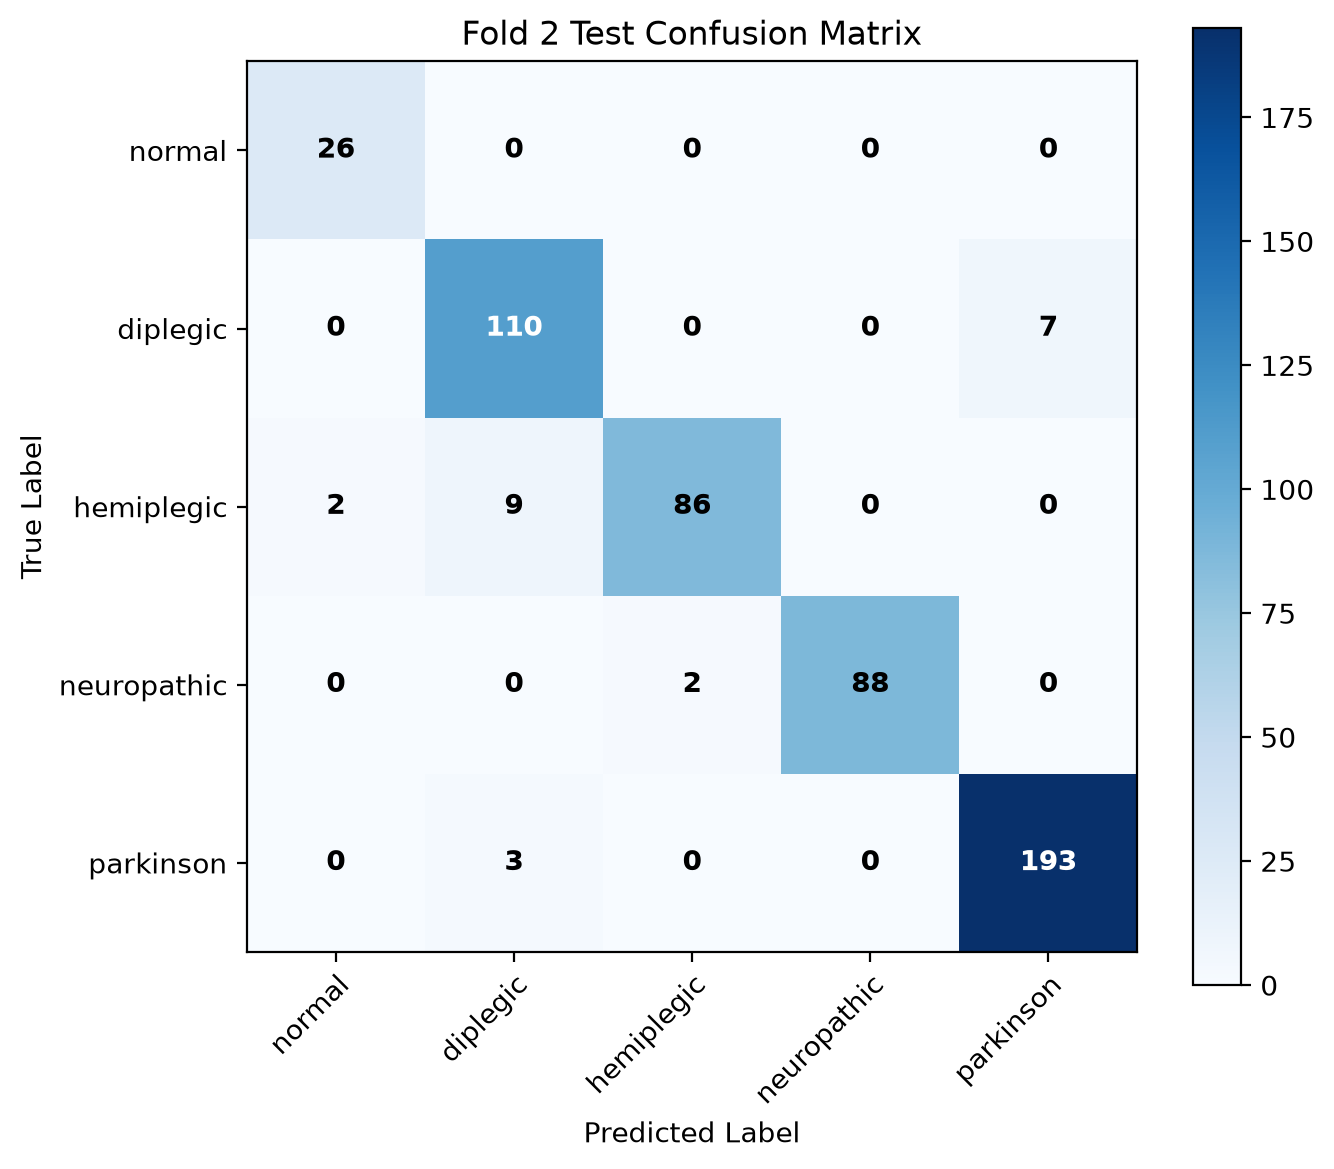 Fold 2 Test Confusion Matrix
True Label
normal 26 0 0 0 0
diplegic 0 110 0 0 7
hemiplegic 2 9 86 0 0
neuropathic 0 0 2 88 0
parkinson 0 3 0 0 193
normal diplegic hemiplegic neuropathic parkinson
Predicted Label
175
150
125
100
75
50
25
0